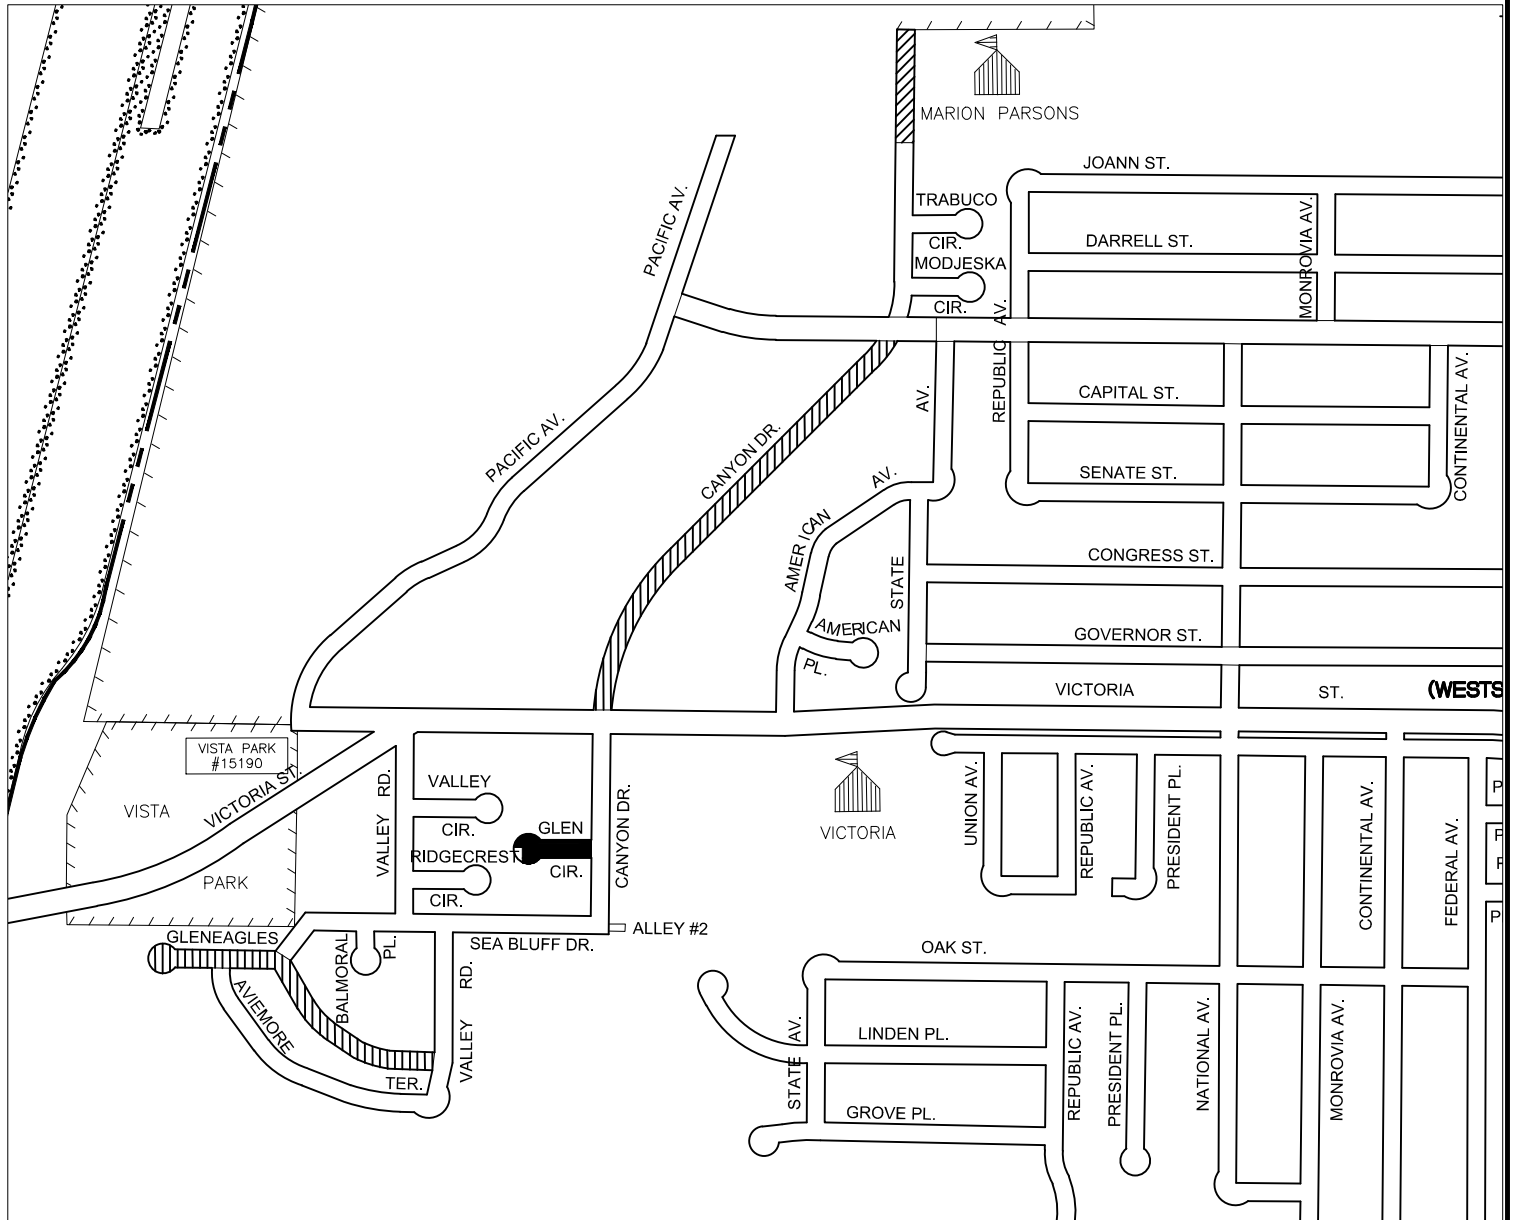 MARION PARSONS
JOANN ST.
TRABUCO
CIR.
DARRELL ST.
MONROVIA AV.
MODJESKA
CIR.
PACIFIC AV.
REPUBLIC AV.
CAPITAL ST.
CONTINENTAL AV.
AV.
PACIFIC AV.
CANYON DR.
SENATE ST.
AMERICAN AV.
CONGRESS ST.
STATE
AMERICAN
PL.
GOVERNOR ST.
VICTORIA ST.
(WESTS
VISTA PARK
#15190
VICTORIA ST.
VISTA
PARK
VALLEY RD.
VALLEY
CIR.
GLEN
CIR.
RIDGECREST
CIR.
CANYON DR.
VICTORIA
UNION AV.
REPUBLIC AV.
PRESIDENT PL.
CONTINENTAL AV.
FEDERAL AV.
P
P
F
P
GLENEAGLES
BALMORAL PL.
SEA BLUFF DR.
ALLEY #2
OAK ST.
AVIEMORE
TER.
VALLEY RD.
STATE AV.
LINDEN PL.
GROVE PL.
REPUBLIC AV.
PRESIDENT PL.
NATIONAL AV.
MONROVIA AV.